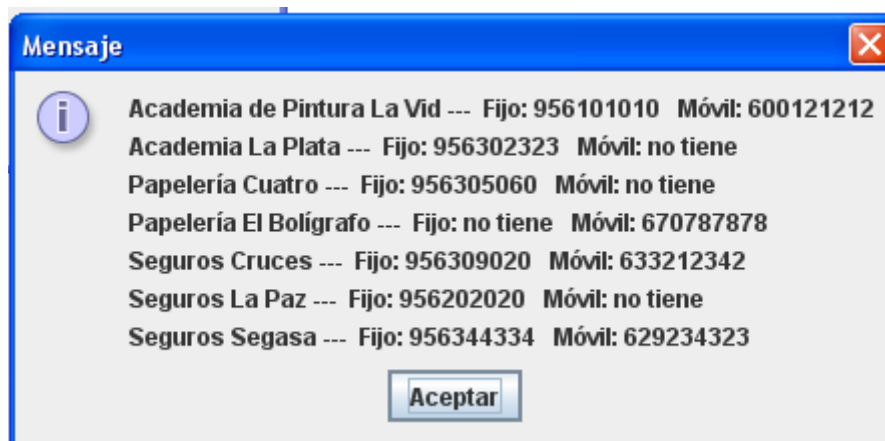 Mensaje
Academia de Pintura La Vid --- Fijo: 956101010 Móvil: 600121212
Academia La Plata --- Fijo: 956302323 Móvil: no tiene
Papelería Cuatro --- Fijo: 956305060 Móvil: no tiene
Papelería El Bolígrafo --- Fijo: no tiene Móvil: 670787878
Seguros Cruces --- Fijo: 956309020 Móvil: 633212342
Seguros La Paz --- Fijo: 956202020 Móvil: no tiene
Seguros Segasa --- Fijo: 956344334 Móvil: 629234323
Aceptar